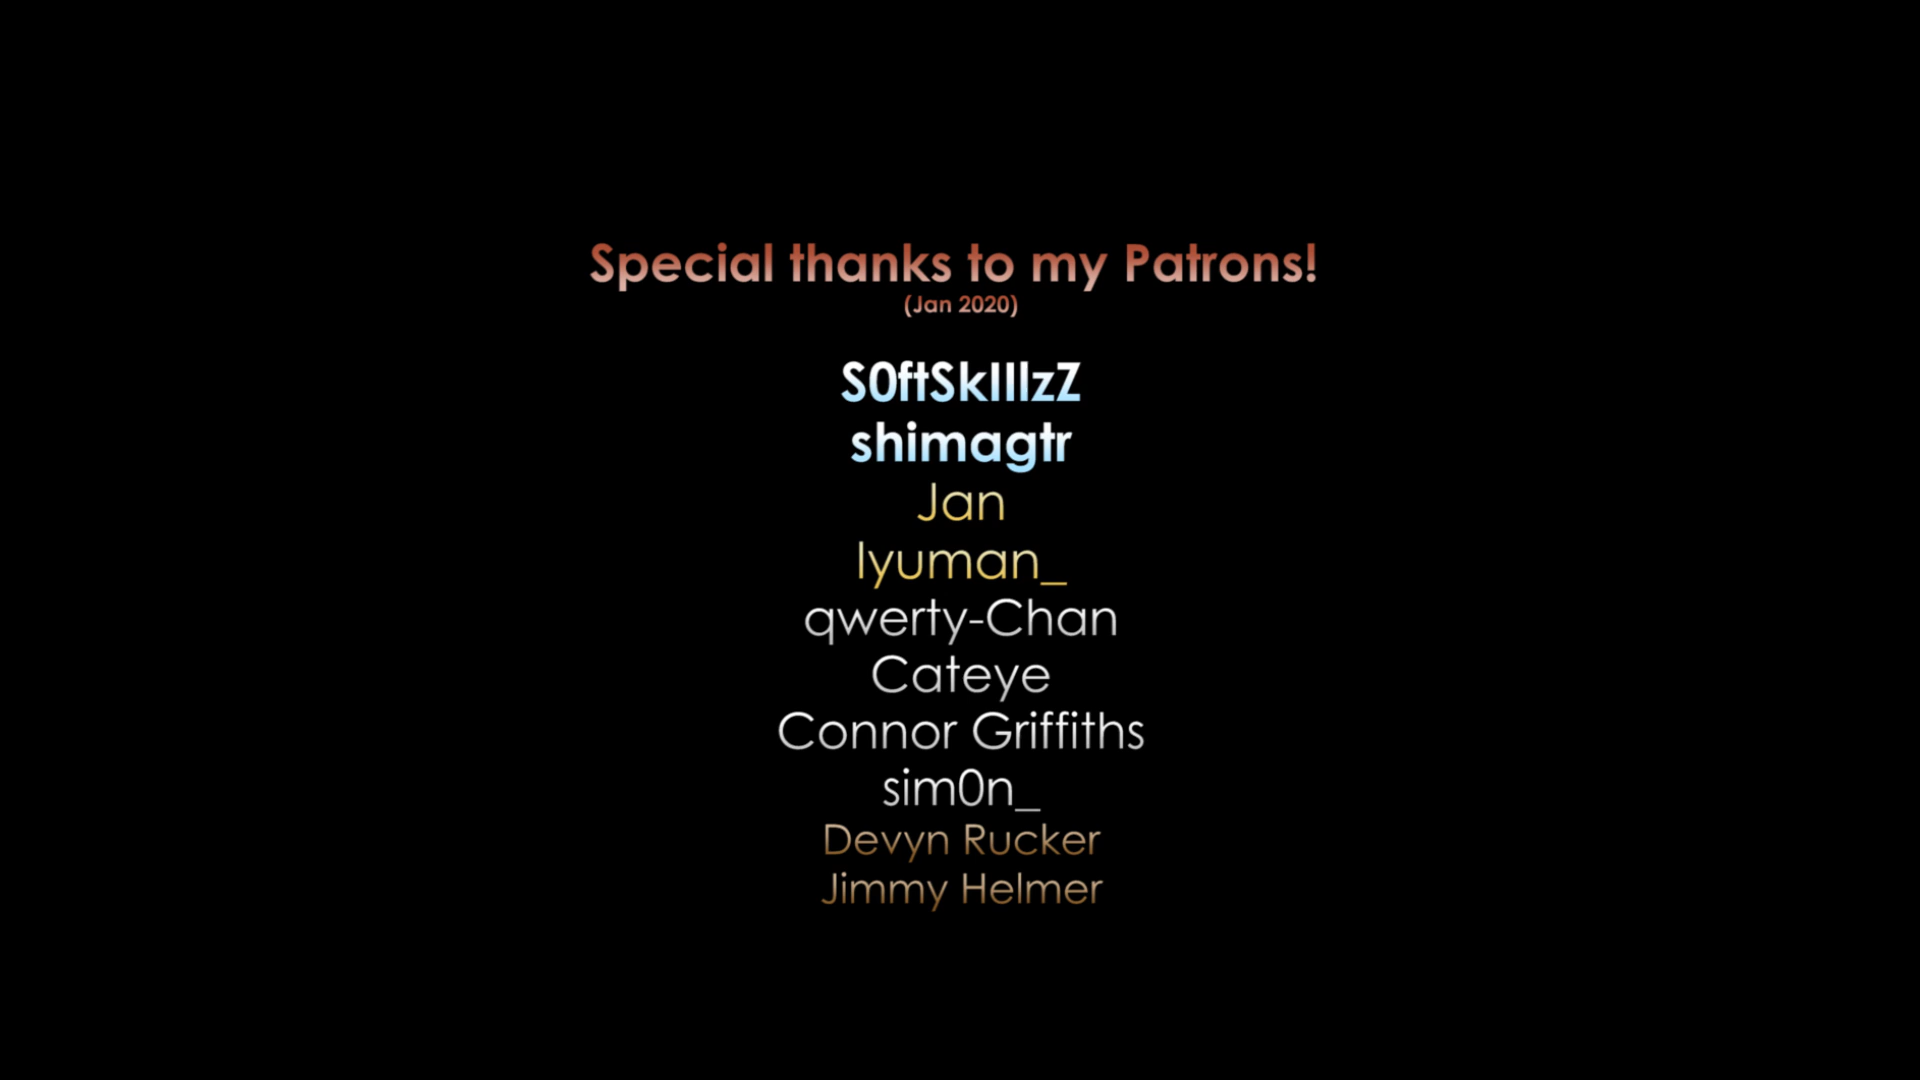 Special thanks to my Patrons!
(Jan 2020)
S0ftSkIllzZ
shimagtr
Jan
lyuman_
qwerty-Chan
Cateye
Connor Griffiths
sim0n_
Devyn Rucker
Jimmy Helmer